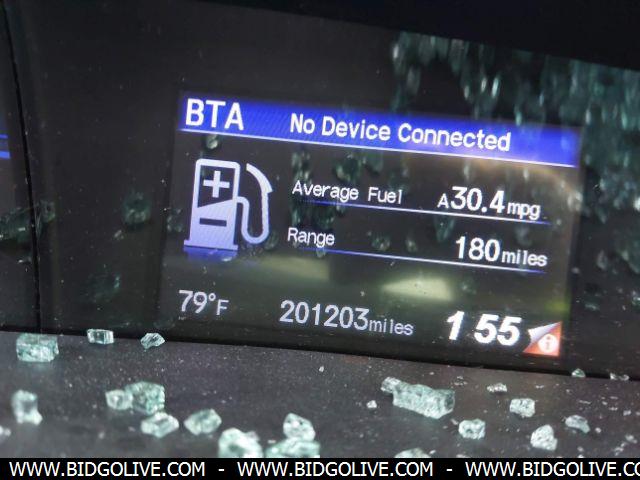 BTA No Device Connected
Average Fuel A30.4mpg
Range 180miles
79°F 201203miles 1 55
WWW.BIDGOLIVE.COM - WWW.BIDGOLIVE.COM - WWW.BIDGOLIVE.CO